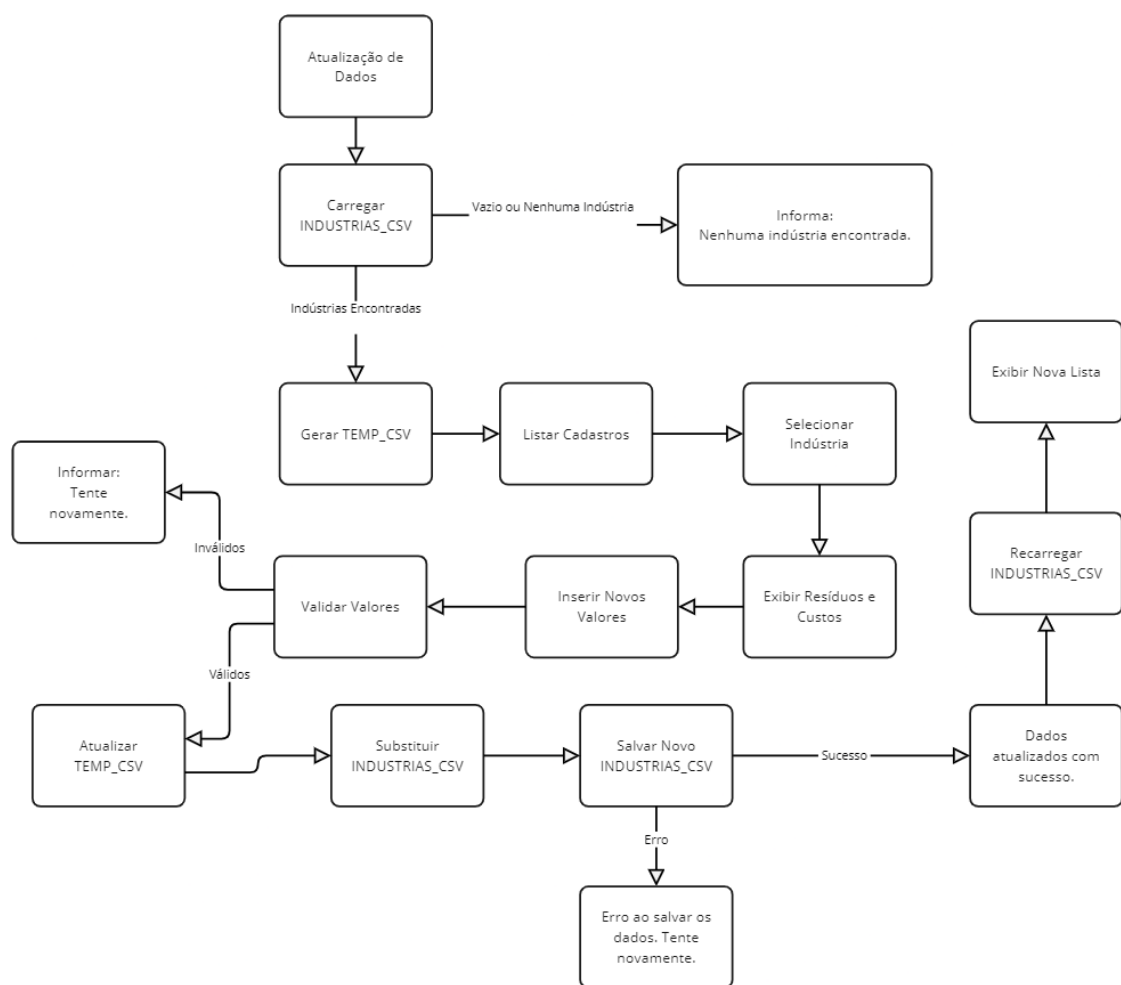 Atualização de
Dados
Carregar
INDUSTRIAS_CSV
Vazio ou Nenhuma Indústria
Informa:
Nenhuma indústria encontrada.
Indústrias Encontradas
Gerar TEMP_CSV
Listar Cadastros
Selecionar
Indústria
Exibir Nova Lista
Informar:
Tente
novamente.
Inválidos
Validar Valores
Inserir Novos
Valores
Exibir Resíduos e
Custos
Recarregar
INDUSTRIAS_CSV
Válidos
Atualizar
TEMP_CSV
Substituir
INDUSTRIAS_CSV
Salvar Novo
INDUSTRIAS_CSV
Sucesso
Dados
atualizados com
sucesso.
Erro
Erro ao salvar os
dados. Tente
novamente.